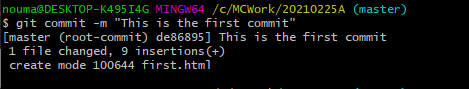 nouma@DESKTOP-K495I4G MINGW64 /c/MCWork/20210225A (master)
$ git commit -m "This is the first commit"
[master (root-commit) de86895] This is the first commit
1 file changed, 9 insertions(+)
create mode 100644 first.html